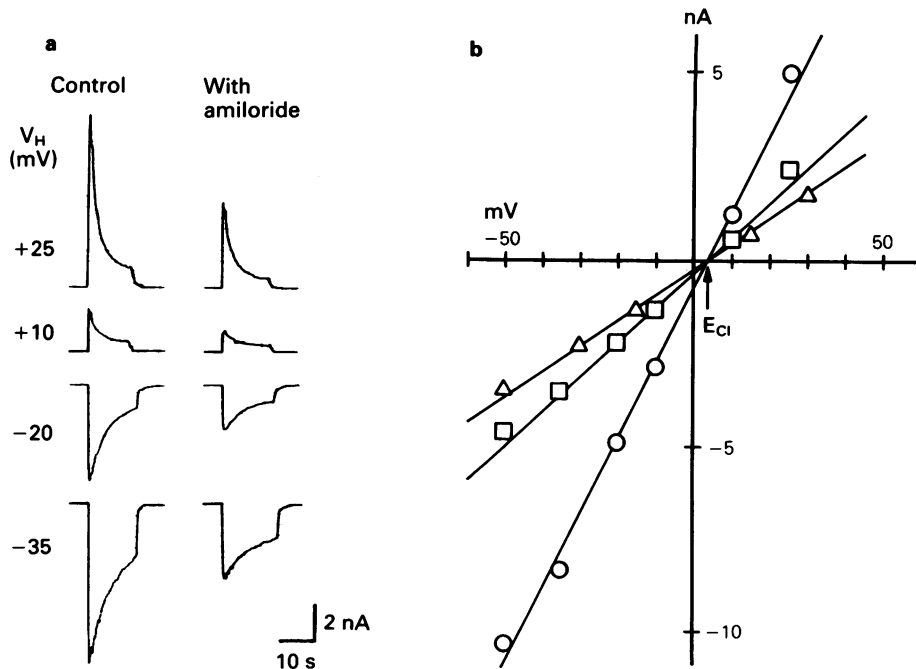 a
Control
With
amiloride
V_H
(mV)
+25
+10
−20
−35
2 nA
10 s
b
nA
5
mV
−50
50
E_Cl
−5
−10